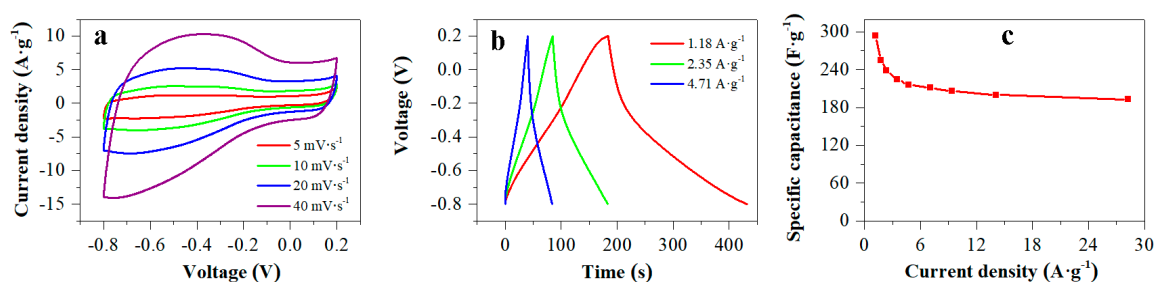 a
Current density (A·g⁻¹)
10
5
0
-5
-10
-15
5 mV·s⁻¹
10 mV·s⁻¹
20 mV·s⁻¹
40 mV·s⁻¹
-0.8
-0.6
-0.4
-0.2
0.0
0.2
Voltage (V)
b
Voltage (V)
0.2
0.0
-0.2
-0.4
-0.6
-0.8
1.18 A·g⁻¹
2.35 A·g⁻¹
4.71 A·g⁻¹
0
100
200
300
400
Time (s)
c
Specific capacitance (F·g⁻¹)
300
240
180
120
60
0
0
6
12
18
24
30
Current density (A·g⁻¹)